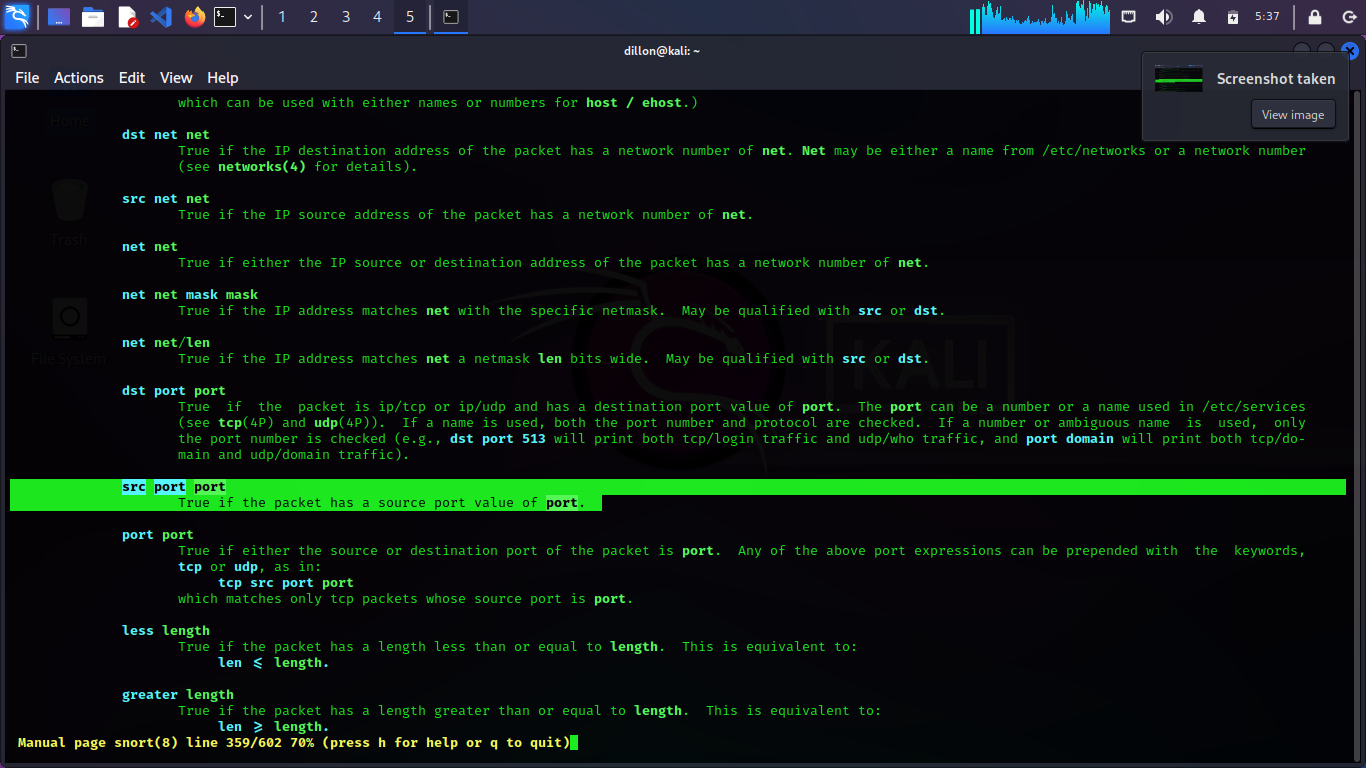 1 2 3 4 5
5:37
dillon@kali: ~
File Actions Edit View Help
Screenshot taken
View image
which can be used with either names or numbers for host / ehost.)
Home
dst net net
True if the IP destination address of the packet has a network number of net. Net may be either a name from /etc/networks or a network number
(see networks(4) for details).
src net net
True if the IP source address of the packet has a network number of net.
Trash
net net
True if either the IP source or destination address of the packet has a network number of net.
net net mask mask
True if the IP address matches net with the specific netmask.  May be qualified with src or dst.
net net/len
True if the IP address matches net a netmask len bits wide.  May be qualified with src or dst.
File System
KALI
dst port port
True  if  the  packet is ip/tcp or ip/udp and has a destination port value of port.  The port can be a number or a name used in /etc/services
(see tcp(4P) and udp(4P)).  If a name is used, both the port number and protocol are checked.  If a number or ambiguous name  is  used,  only
the port number is checked (e.g., dst port 513 will print both tcp/login traffic and udp/who traffic, and port domain will print both tcp/do-
main and udp/domain traffic).
src port port
True if the packet has a source port value of port.
port port
True if either the source or destination port of the packet is port.  Any of the above port expressions can be prepended with  the  keywords,
tcp or udp, as in:
tcp src port port
which matches only tcp packets whose source port is port.
less length
True if the packet has a length less than or equal to length.  This is equivalent to:
len <= length.
greater length
True if the packet has a length greater than or equal to length.  This is equivalent to:
len >= length.
Manual page snort(8) line 359/602 70% (press h for help or q to quit)